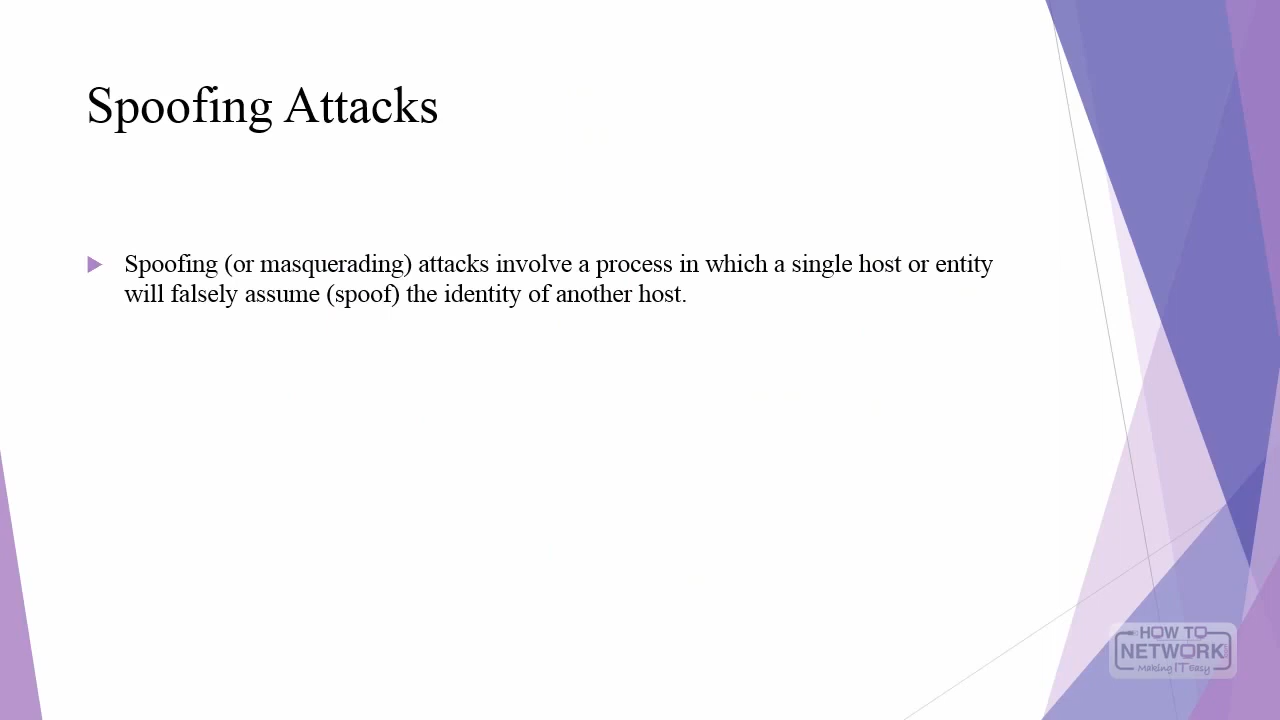 Spoofing Attacks
Spoofing (or masquerading) attacks involve a process in which a single host or entity
will falsely assume (spoof) the identity of another host.
HOW TO
NETWORK
Making IT Easy